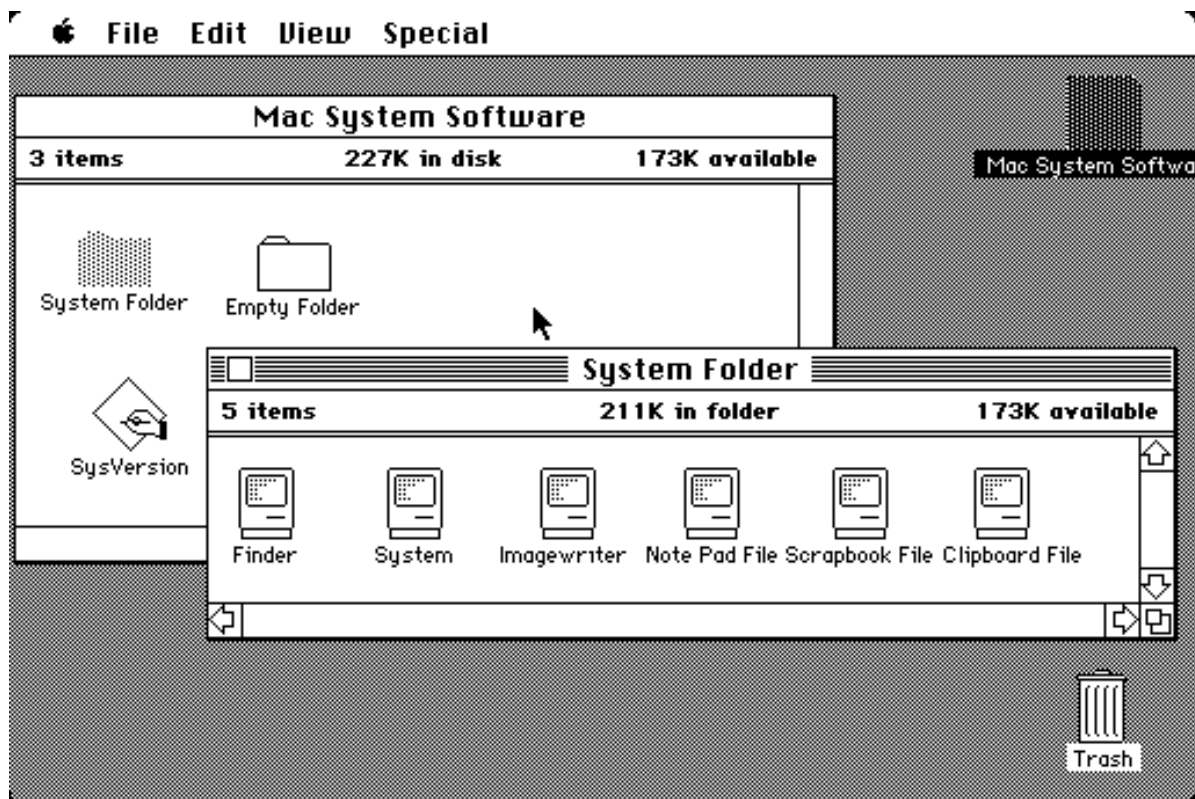 File Edit View Special
Mac System Software
3 items 227K in disk 173K available
Mac System Softwa
System Folder
Empty Folder
SysVersion
System Folder
5 items 211K in folder 173K available
Finder System Imagewriter Note Pad File Scrapbook File Clipboard File
Trash